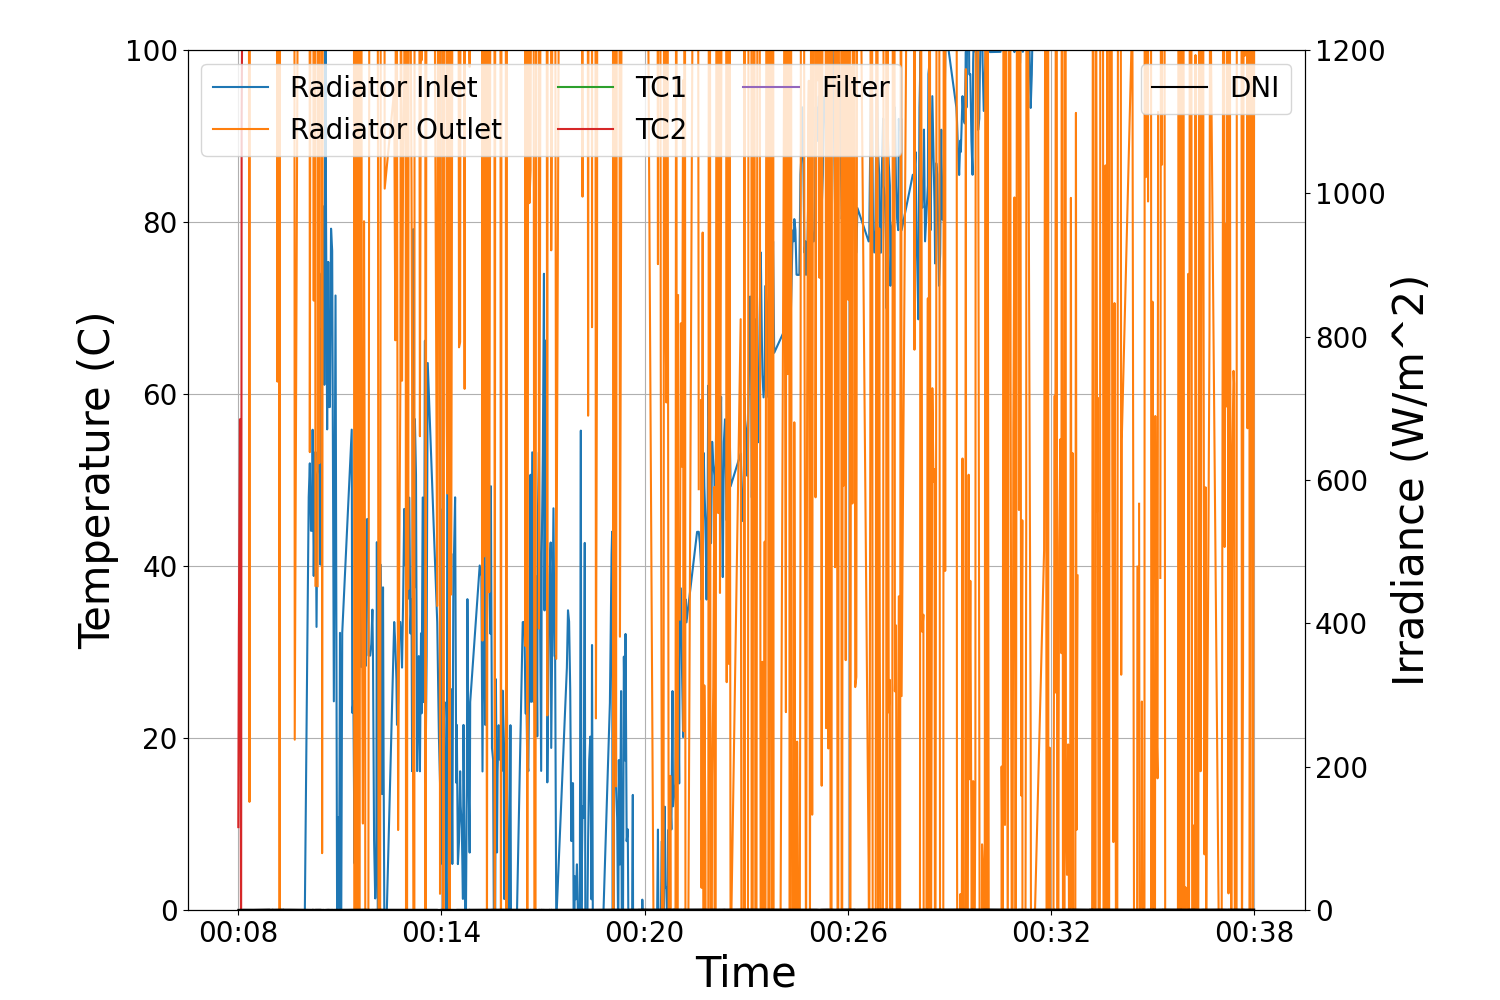 Radiator Inlet
Radiator Outlet
TC1
TC2
Filter
DNI
Temperature (C)
100
80
60
40
20
0
1200
1000
800
600
400
200
0
Irradiance (W/m^2)
00:08 00:14 00:20 00:26 00:32 00:38
Time